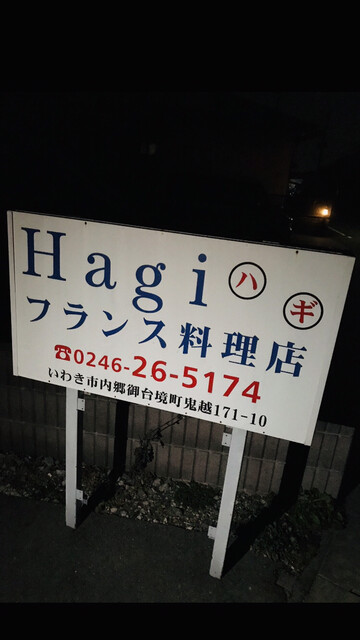 Hagi ハギ
フランス料理店
☎0246-26-5174
いわき市内郷御台境町鬼越171-10